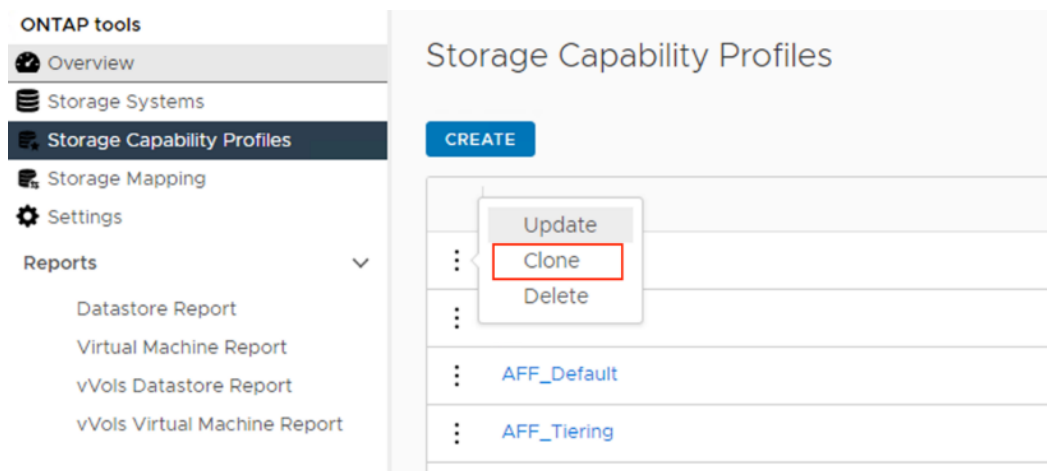 ONTAP tools
Overview
Storage Systems
Storage Capability Profiles
Storage Mapping
Settings
Reports
Datastore Report
Virtual Machine Report
vVols Datastore Report
vVols Virtual Machine Report
Storage Capability Profiles
CREATE
Update
Clone
Delete
AFF_Default
AFF_Tiering